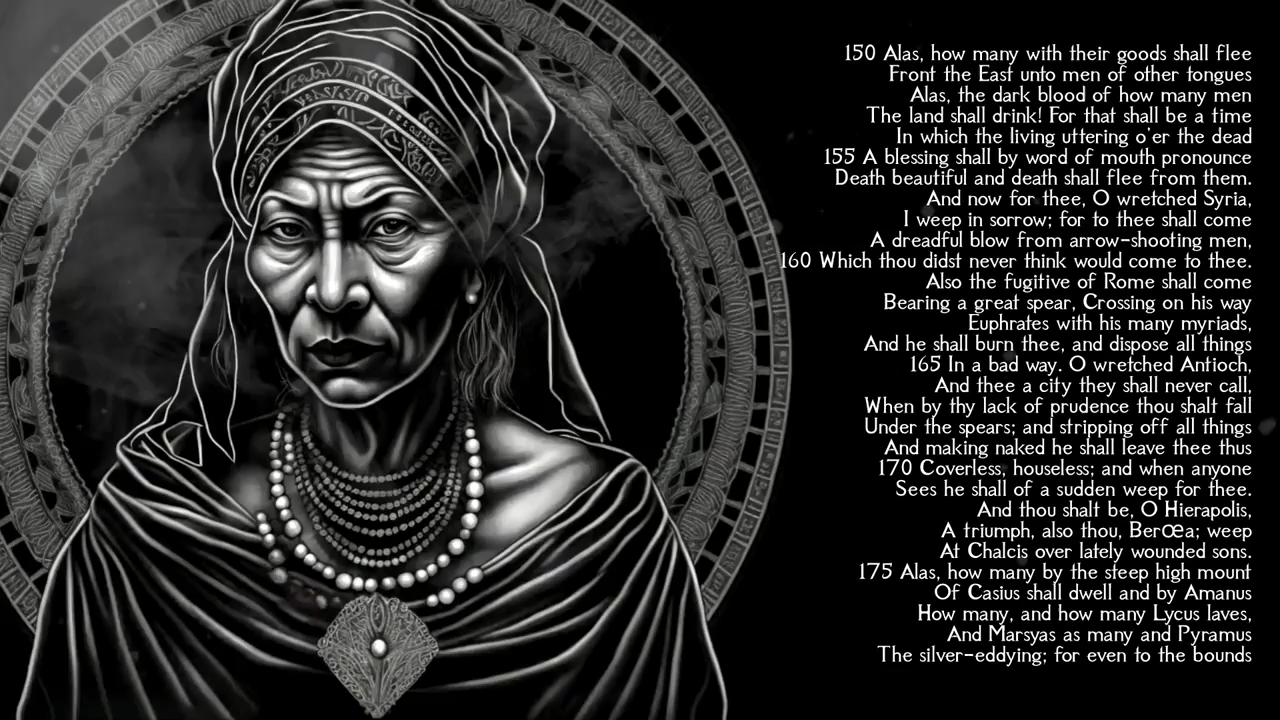 150 Alas, how many with their goods shall flee
Front the East unto men of other tongues
Alas, the dark blood of how many men
The land shall drink! For that shall be a time
In which the living uttering o'er the dead
155 A blessing shall by word of mouth pronounce
Death beautiful and death shall flee from them.
And now for thee, O wretched Syria,
I weep in sorrow; for to thee shall come
A dreadful blow from arrow-shooting men,
160 Which thou didst never think would come to thee.
Also the fugitive of Rome shall come
Bearing a great spear, Crossing on his way
Euphrates with his many myriads,
And he shall burn thee, and dispose all things
165 In a bad way. O wretched Antioch,
And thee a city they shall never call,
When by thy lack of prudence thou shalt fall
Under the spears; and stripping off all things
And making naked he shall leave thee thus
170 Coverless, houseless; and when anyone
Sees he shall of a sudden weep for thee.
And thou shalt be, O Hierapolis,
A triumph, also thou, Berœa; weep
At Chalcis over lately wounded sons.
175 Alas, how many by the steep high mount
Of Casius shall dwell and by Amanus
How many, and how many Lycus laves,
And Marsyas as many and Pyramus
The silver-eddying; for even to the bounds